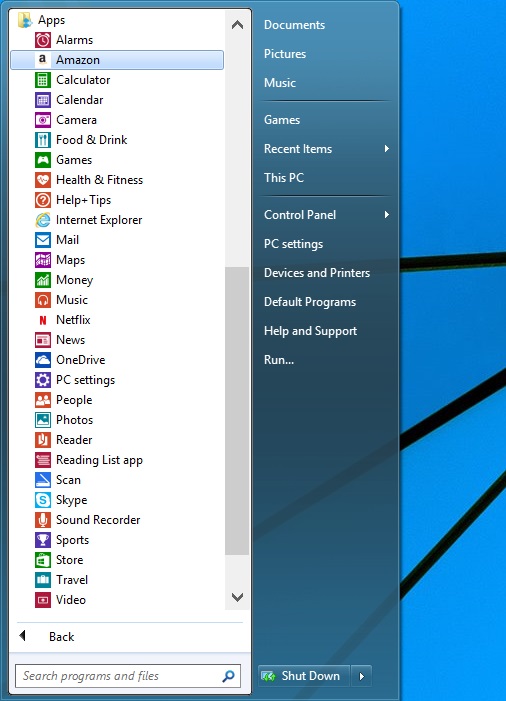 Apps
Alarms
Amazon
Calculator
Calendar
Camera
Food & Drink
Games
Health & Fitness
Help+Tips
Internet Explorer
Mail
Maps
Money
Music
Netflix
News
OneDrive
PC settings
People
Photos
Reader
Reading List app
Scan
Skype
Sound Recorder
Sports
Store
Travel
Video
Back
Search programs and files
Documents
Pictures
Music
Games
Recent Items
This PC
Control Panel
PC settings
Devices and Printers
Default Programs
Help and Support
Run...
Shut Down